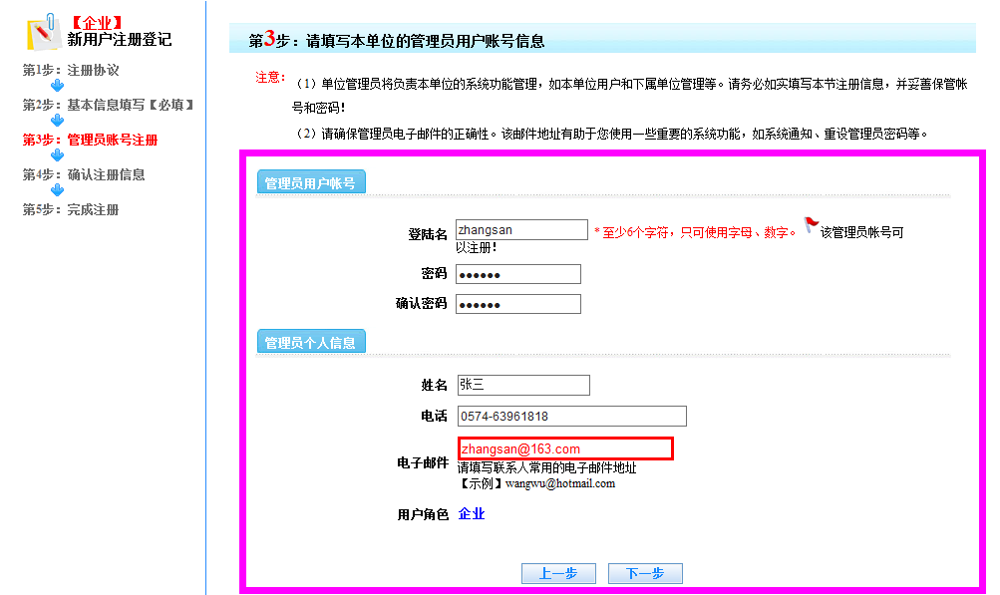 【企业】
新用户注册登记
第1步：注册协议
第2步：基本信息填写【必填】
第3步：管理员账号注册
第4步：确认注册信息
第5步：完成注册
第3步：请填写本单位的管理员用户账号信息
注意：
（1）单位管理员将负责本单位的系统功能管理，如本单位用户和下属单位管理等。请务必如实填写本节注册信息，并妥善保管帐
号和密码！
（2）请确保管理员电子邮件的正确性。该邮件地址有助于您使用一些重要的系统功能，如系统通知、重设管理员密码等。
管理员用户帐号
登陆名 zhangsan * 至少6个字符，只可使用字母、数字。 该管理员帐号可
以注册！
密码 ●●●●●●
确认密码 ●●●●●●
管理员个人信息
姓名 张三
电话 0574-63961818
电子邮件 zhangsan@163.com
请填写联系人常用的电子邮件地址
【示例】wangwu@hotmail.com
用户角色 企业
上一步 下一步